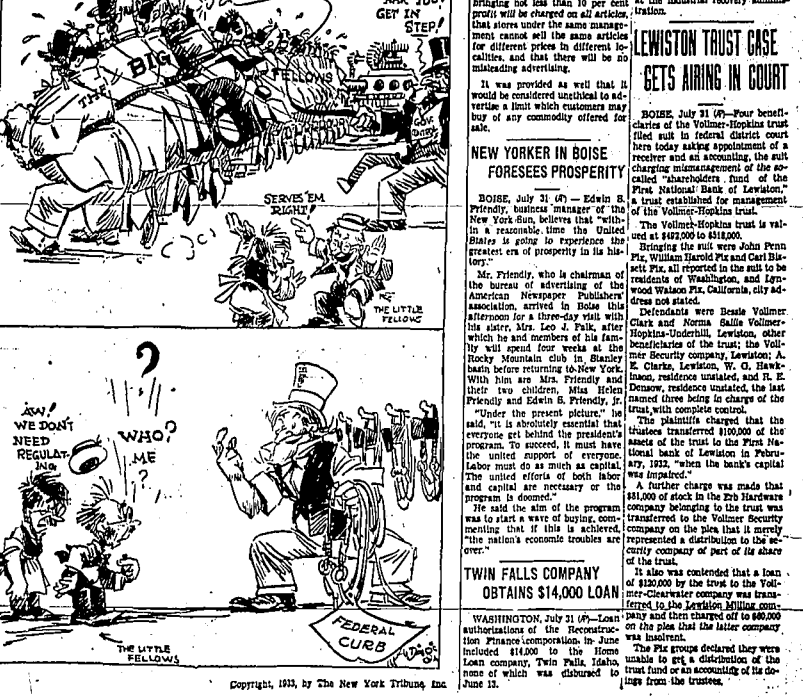 GET IN
STEP!
THE BIG
FELLOWS
GOV.
SERVES 'EM
RIGHT!
THE LITTLE
FELLOWS
?
AW!
WE DON'T
NEED
REGULAT-
ING
WHO?
ME
?
THE LITTLE
FELLOWS
FEDERAL
CURB
Copyright, 1933, by The New York Tribune, Inc.
bringing not less than 10 per cent
profit will be charged on all articles,
that stores under the same manage-
ment cannot sell the same articles
for different prices in different lo-
calities, and that there will be no
misleading advertising.
It was provided as well that it
would be considered unethical to ad-
vertise a limit which customers may
buy of any commodity offered for
sale.
NEW YORKER IN BOISE
FORESEES PROSPERITY
BOISE, July 31 (AP) — Edwin S.
Friendly, business manager of the
New York Sun, believes that "with-
in a reasonable time the United
States is going to experience the
greatest era of prosperity in its his-
tory."
Mr. Friendly, who is chairman of
the bureau of advertising of the
American Newspaper Publishers'
association, arrived in Boise this
afternoon for a three-day visit with
his sister, Mrs. Leo J. Falk, after
which he and members of his fam-
ily will spend four weeks at the
Rocky Mountain club in Stanley
basin before returning to New York.
With him are Mrs. Friendly and
their two children, Miss Helen
Friendly and Edwin S. Friendly, jr.
"Under the present picture," he
said, "it is absolutely essential that
everyone get behind the president's
program. To succeed, it must have
the united support of everyone.
Labor must do as much as capital.
The united efforts of both labor
and capital are necessary or the
program is doomed."
He said the aim of the program
was to start a wave of buying, com-
menting that if this is achieved,
"the nation's economic troubles are
over."
TWIN FALLS COMPANY
OBTAINS $14,000 LOAN
WASHINGTON, July 31 (AP)—Loan
authorizations of the Reconstruc-
tion Finance corporation in June
included $14,000 to the Home
Loan company, Twin Falls, Idaho,
none of which was disbursed to
June 13.
at the industrial recovery adminis-
tration.
LEWISTON TRUST CASE
GETS AIRING IN COURT
BOISE, July 31 (AP)—Four benefi-
ciaries of the Vollmer-Hopkins trust
filed suit in federal district court
here today asking appointment of a
receiver and an accounting, the suit
charging mismanagement of the so-
called "shareholders fund of the
First National Bank of Lewiston,"
a trust established for management
of the Vollmer-Hopkins trust.
The Vollmer-Hopkins trust is val-
ued at $492,000 to $518,000.
Bringing the suit were John Penn
Fix, William Harold Fix and Carl Bis-
sett Fix, all reported in the suit to be
residents of Washington, and Lyn-
wood Watson Fix, California, city ad-
dress not stated.
Defendants were Bessie Vollmer
Clark and Norma Sallie Vollmer-
Hopkins-Underhill, Lewiston, other
beneficiaries of the trust; the Voll-
mer Security company, Lewiston; A.
E. Clarke, Lewiston, W. G. Hawk-
inson, residence unstated, and R. E.
Densow, residence unstated, the last
named three being in charge of the
trust with complete control.
The plaintiffs charged that the
trustees transferred $100,000 of the
assets of the trust to the First Na-
tional bank of Lewiston in Febru-
ary, 1932, "when the bank's capital
was impaired."
A further charge was made that
$81,000 of stock in the Erb Hardware
company belonging to the trust was
transferred to the Vollmer Security
company on the plea that it merely
represented a distribution to the se-
curity company of part of its share
of the trust.
It also was contended that a loan
of $120,000 by the trust to the Voll-
mer-Clearwater company was trans-
ferred to the Lewiston Milling com-
pany and then charged off to $60,000
on the plea that the latter company
was insolvent.
The Fix groups declared they were
unable to get a distribution of the
trust fund or an accounting of its do-
ings from the trustees.